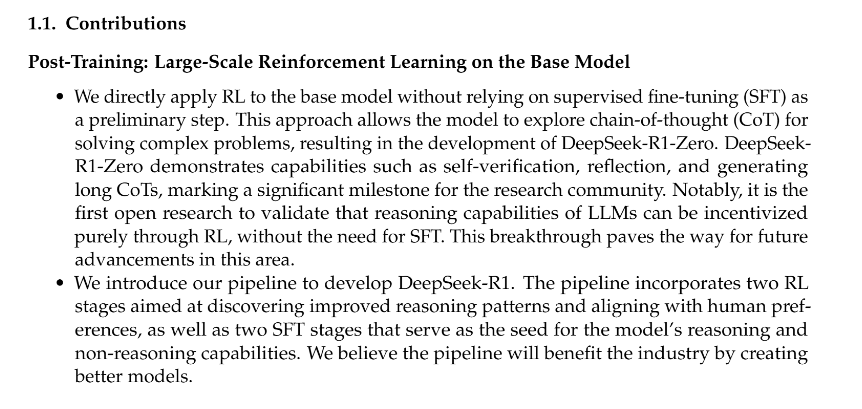 1.1. Contributions
Post-Training: Large-Scale Reinforcement Learning on the Base Model
• We directly apply RL to the base model without relying on supervised fine-tuning (SFT) as
a preliminary step. This approach allows the model to explore chain-of-thought (CoT) for
solving complex problems, resulting in the development of DeepSeek-R1-Zero. DeepSeek-
R1-Zero demonstrates capabilities such as self-verification, reflection, and generating
long CoTs, marking a significant milestone for the research community. Notably, it is the
first open research to validate that reasoning capabilities of LLMs can be incentivized
purely through RL, without the need for SFT. This breakthrough paves the way for future
advancements in this area.
• We introduce our pipeline to develop DeepSeek-R1. The pipeline incorporates two RL
stages aimed at discovering improved reasoning patterns and aligning with human pref-
erences, as well as two SFT stages that serve as the seed for the model's reasoning and
non-reasoning capabilities. We believe the pipeline will benefit the industry by creating
better models.